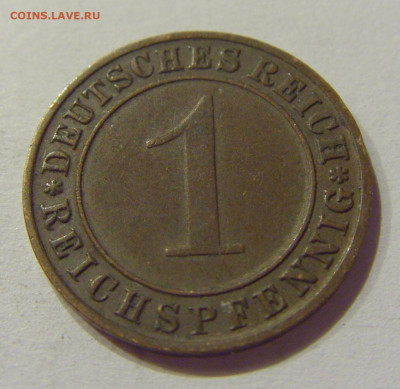 COINS.LAVE.RU
DEUTSCHES REICH
1
* REICHSPFENNIG *